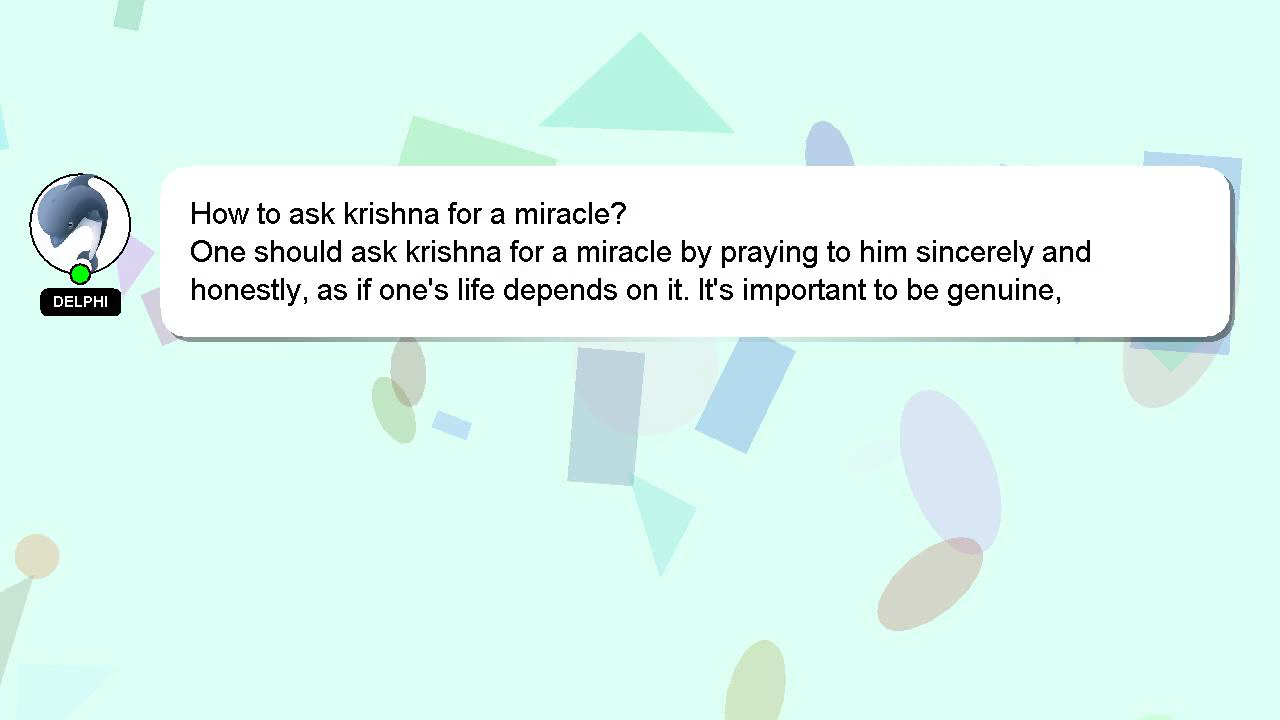 How to ask krishna for a miracle?
One should ask krishna for a miracle by praying to him sincerely and
honestly, as if one's life depends on it. It's important to be genuine,
DELPHI